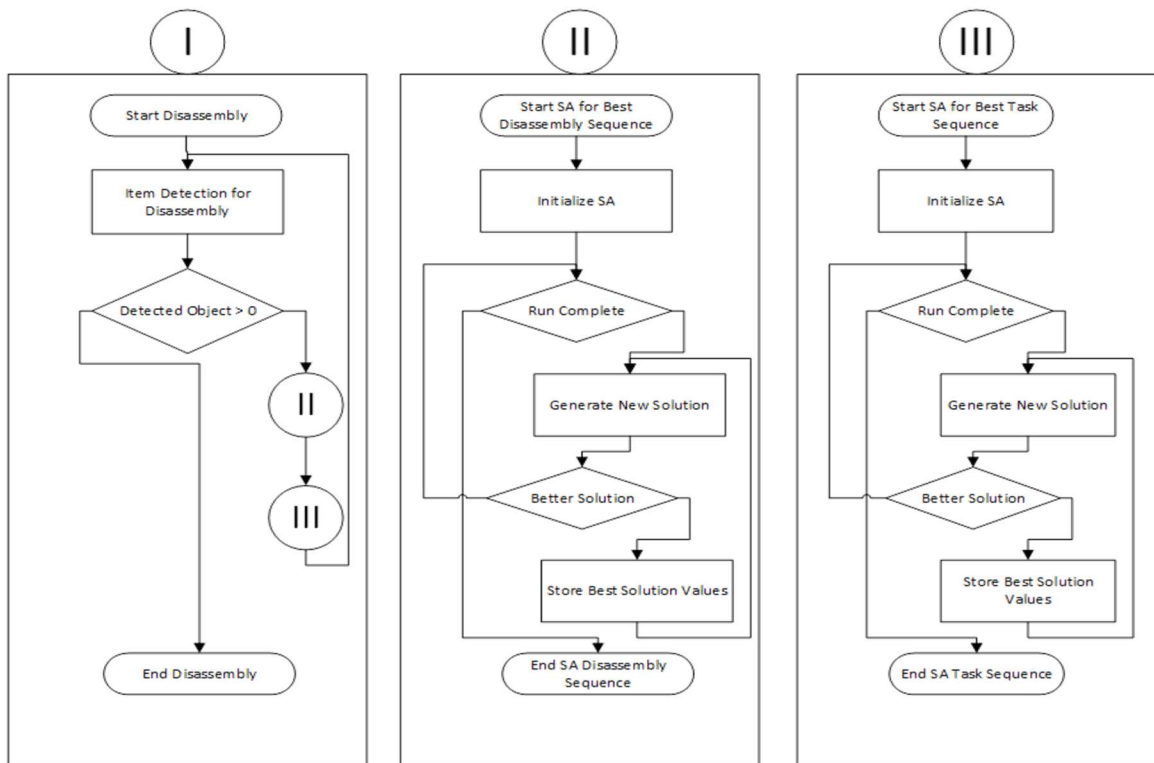 I
Start Disassembly
Item Detection for
Disassembly
Detected Object > 0
II
III
End Disassembly
II
Start SA for Best
Disassembly Sequence
Initialize SA
Run Complete
Generate New Solution
Better Solution
Store Best Solution Values
End SA Disassembly
Sequence
III
Start SA for Best Task
Sequence
Initialize SA
Run Complete
Generate New Solution
Better Solution
Store Best Solution
Values
End SA Task Sequence